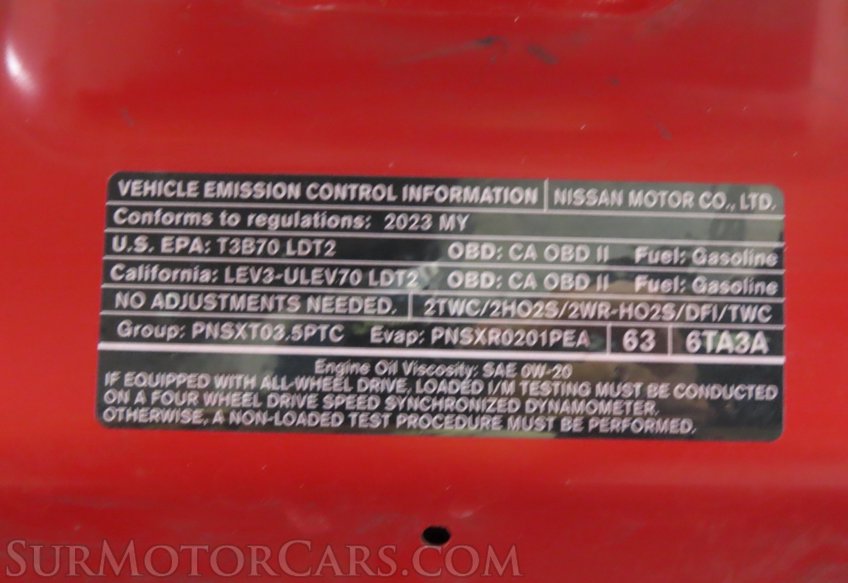 VEHICLE EMISSION CONTROL INFORMATION NISSAN MOTOR CO., LTD.
Conforms to regulations: 2023 MY
U.S. EPA: T3B70 LDT2 OBD: CA OBD II Fuel: Gasoline
California: LEV3-ULEV70 LDT2 OBD: CA OBD II Fuel: Gasoline
NO ADJUSTMENTS NEEDED. 2TWC/2HO2S/2WR-HO2S/DFI/TWC
Group: PNSXT03.5PTC Evap: PNSXR0201PEA 63 6TA3A
Engine Oil Viscosity: SAE 0W-20
IF EQUIPPED WITH ALL-WHEEL DRIVE, LOADED I/M TESTING MUST BE CONDUCTED
ON A FOUR WHEEL DRIVE SPEED SYNCHRONIZED DYNAMOMETER.
OTHERWISE, A NON-LOADED TEST PROCEDURE MUST BE PERFORMED.
SURMOTORCARS.COM